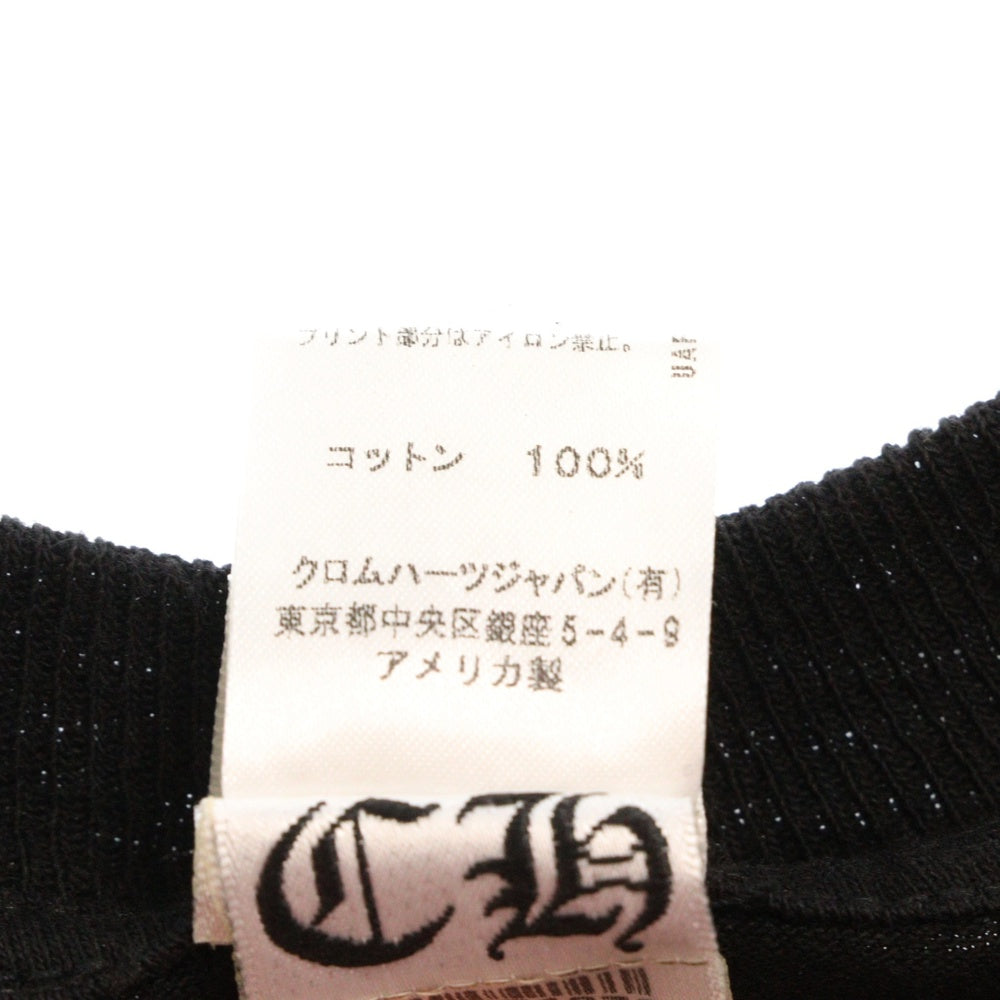 プリント部分はアイロン禁止。
コットン 100%
クロムハーツジャパン(有)
東京都中央区銀座5-4-9
アメリカ製
CH